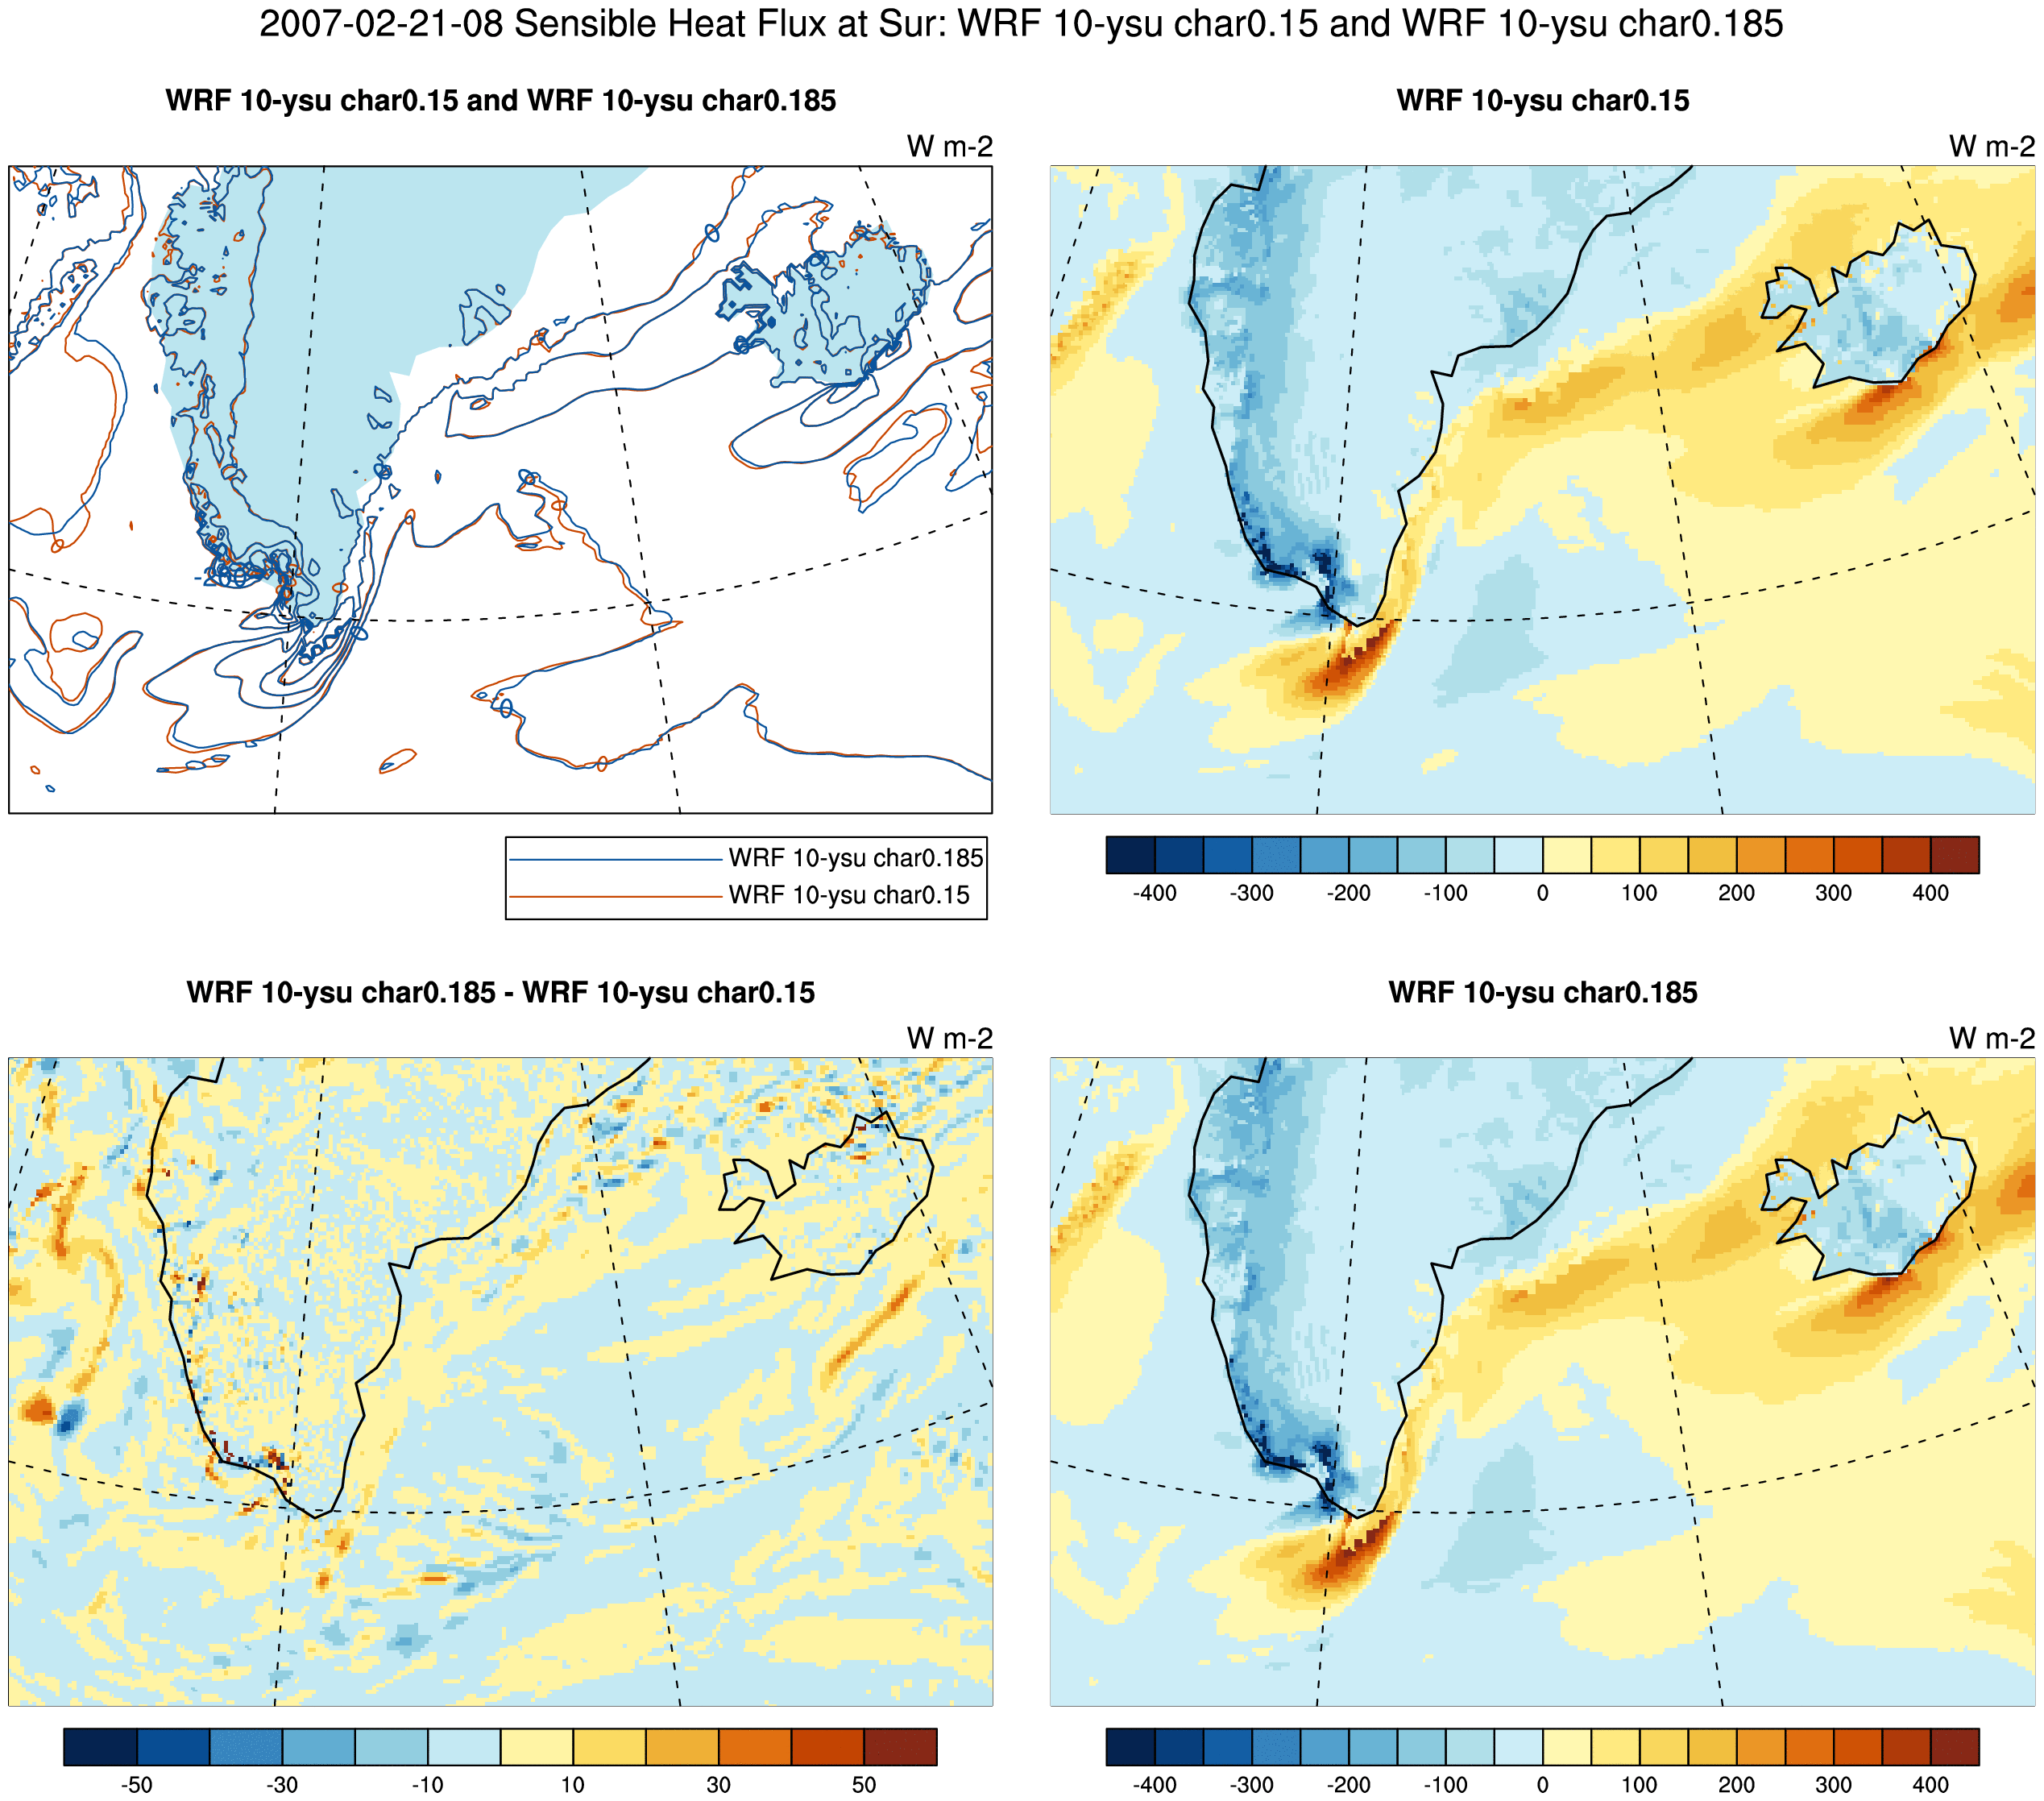 2007-02-21-08 Sensible Heat Flux at Sur: WRF 10-ysu char0.15 and WRF 10-ysu char0.185
WRF 10-ysu char0.15 and WRF 10-ysu char0.185
W m-2
WRF 10-ysu char0.185
WRF 10-ysu char0.15
WRF 10-ysu char0.15
W m-2
-400 -300 -200 -100 0 100 200 300 400
WRF 10-ysu char0.185 - WRF 10-ysu char0.15
W m-2
-50 -30 -10 10 30 50
WRF 10-ysu char0.185
W m-2
-400 -300 -200 -100 0 100 200 300 400